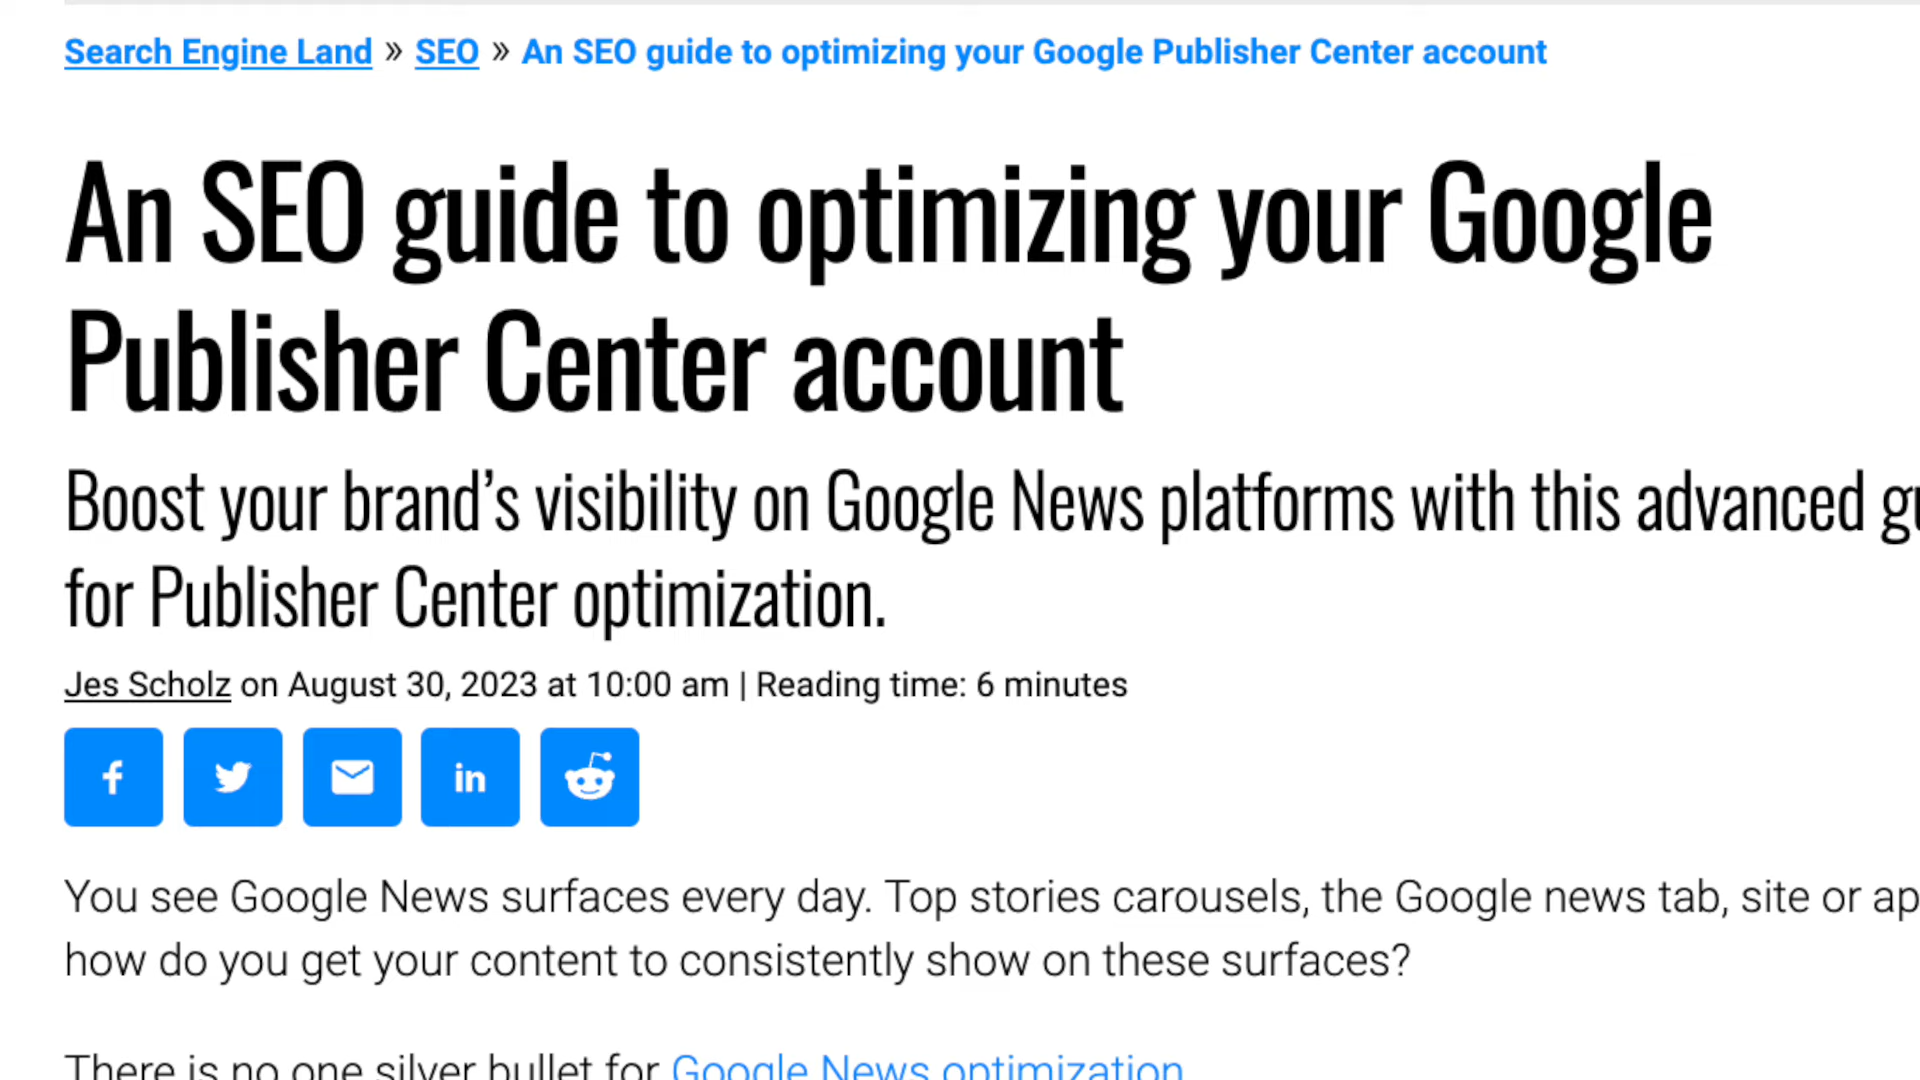 Search Engine Land » SEO » An SEO guide to optimizing your Google Publisher Center account
An SEO guide to optimizing your Google
Publisher Center account
Boost your brand’s visibility on Google News platforms with this advanced
for Publisher Center optimization.
Jes Scholz on August 30, 2023 at 10:00 am | Reading time: 6 minutes
f
in
You see Google News surfaces every day. Top stories carousels, the Google news tab, site or
how do you get your content to consistently show on these surfaces?
There is no one silver bullet for Google News optimization